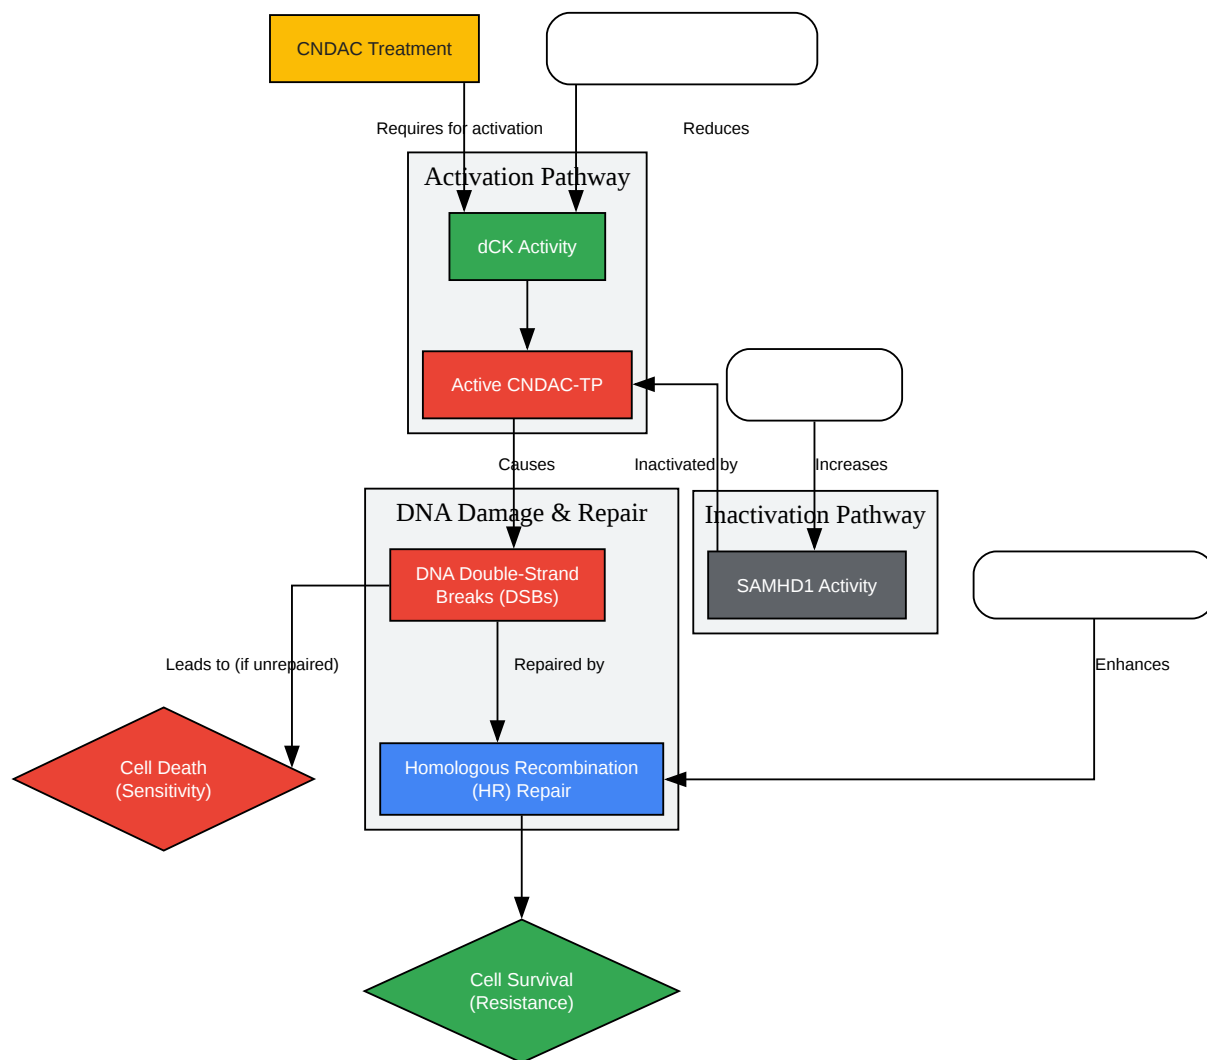 CNDAC Treatment
Requires for activation
Reduces
Activation Pathway
dCK Activity
Active CNDAC-TP
Causes
Inactivated by
Increases
DNA Damage & Repair
Inactivation Pathway
DNA Double-Strand
Breaks (DSBs)
SAMHD1 Activity
Leads to (if unrepaired)
Repaired by
Enhances
Cell Death
(Sensitivity)
Homologous Recombination
(HR) Repair
Cell Survival
(Resistance)